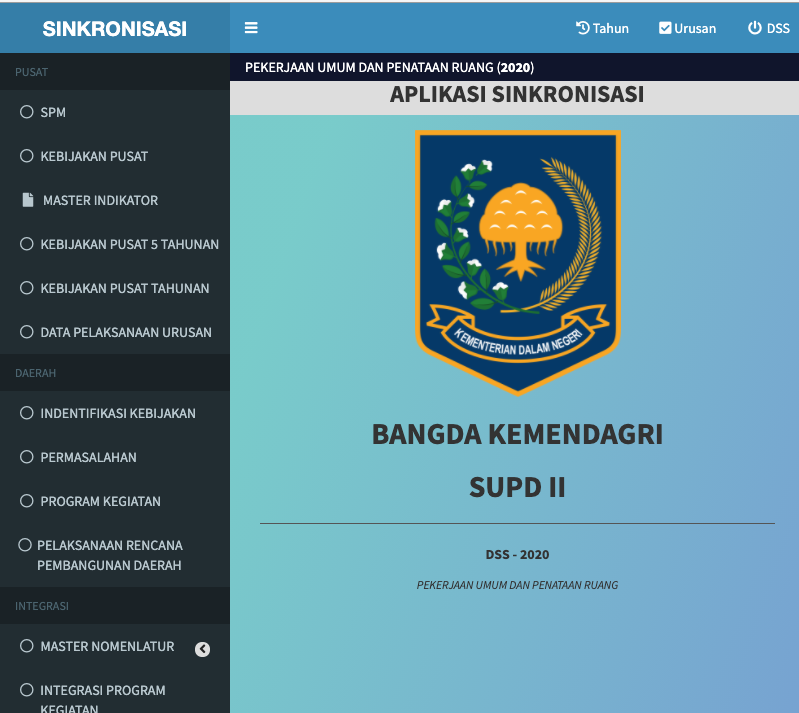 SINKRONISASI
Tahun
Urusan
DSS
PUSAT
SPM
KEBIJAKAN PUSAT
MASTER INDIKATOR
KEBIJAKAN PUSAT 5 TAHUNAN
KEBIJAKAN PUSAT TAHUNAN
DATA PELAKSANAAN URUSAN
DAERAH
INDENTIFIKASI KEBIJAKAN
PERMASALAHAN
PROGRAM KEGIATAN
PELAKSANAAN RENCANA
PEMBANGUNAN DAERAH
INTEGRASI
MASTER NOMENLATUR
INTEGRASI PROGRAM
KEGIATAN
PEKERJAAN UMUM DAN PENATAAN RUANG (2020)
APLIKASI SINKRONISASI
KEMENTERIAN DALAM NEGERI
BANGDA KEMENDAGRI
SUPD II
DSS - 2020
PEKERJAAN UMUM DAN PENATAAN RUANG